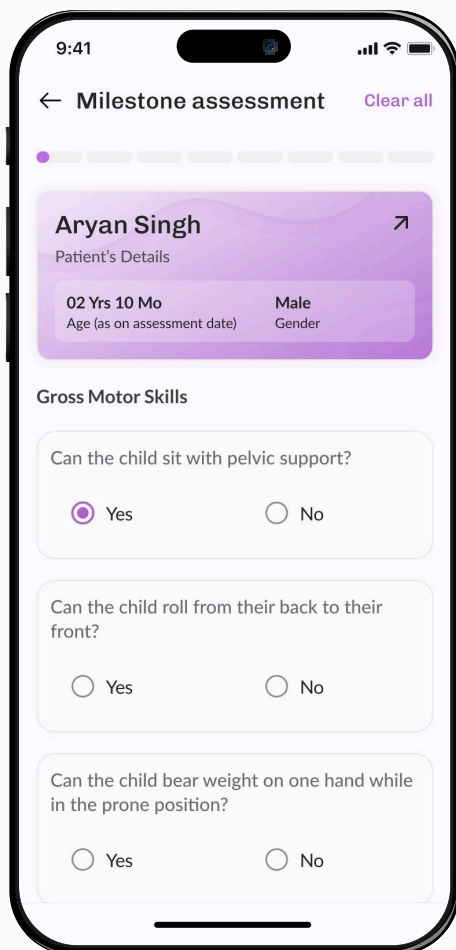 9:41
Milestone assessment
Clear all
Aryan Singh
Patient's Details
02 Yrs 10 Mo
Male
Age (as on assessment date)
Gender
Gross Motor Skills
Can the child sit with pelvic support?
Yes
No
Can the child roll from their back to their
front?
Yes
No
Can the child bear weight on one hand while
in the prone position?
Yes
No